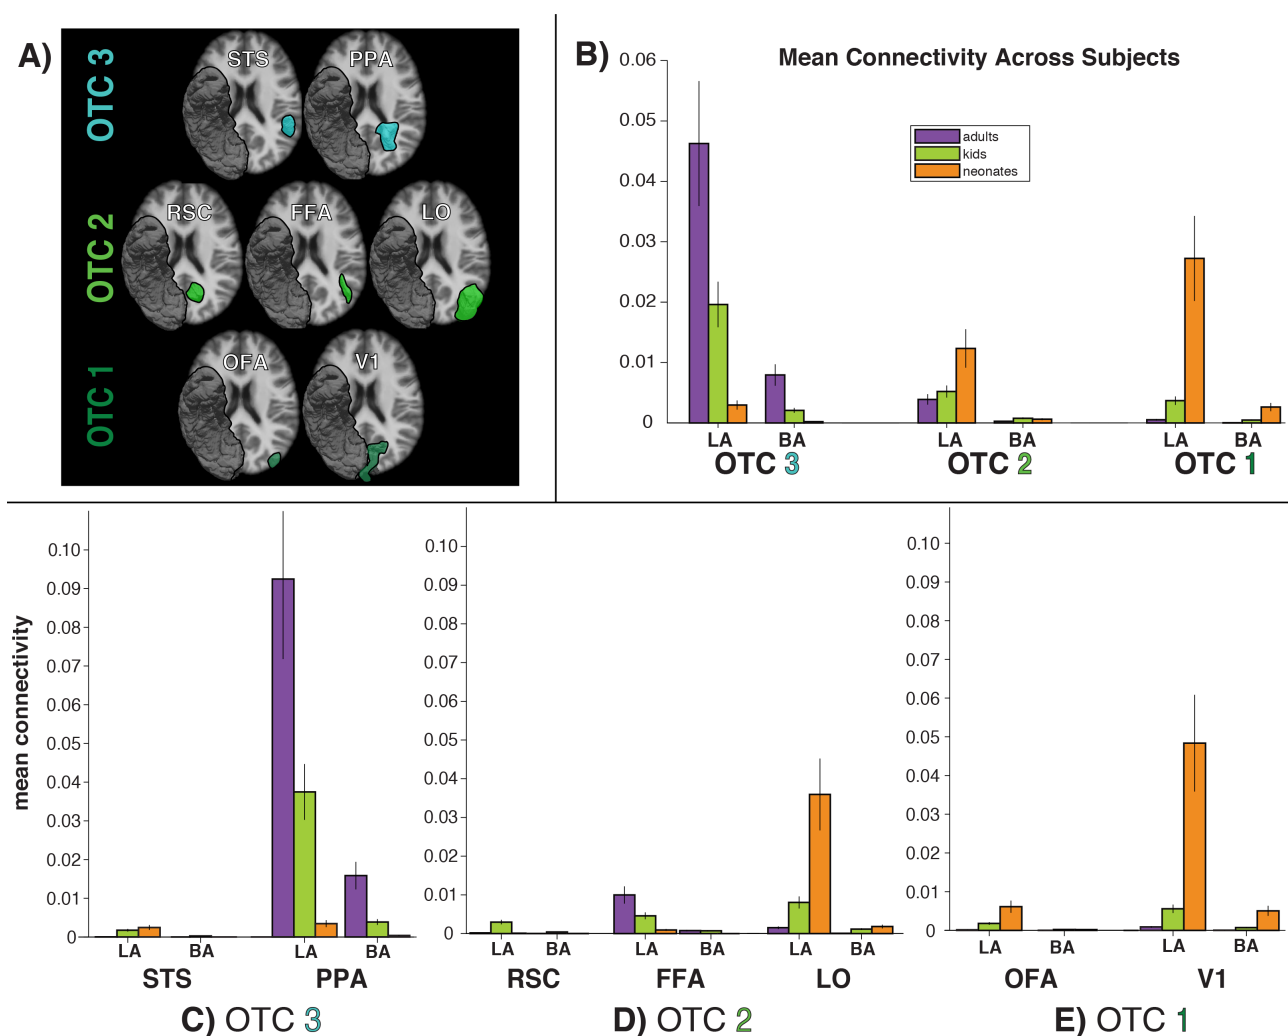 A)
OTC 3
STS PPA
OTC 2
RSC FFA LO
OTC 1
OFA V1
B)
Mean Connectivity Across Subjects
0.06
0.05
0.04
0.03
0.02
0.01
0
adults
kids
neonates
LA BA LA BA LA BA
OTC 3 OTC 2 OTC 1
mean connectivity
0.10
0.09
0.08
0.07
0.06
0.05
0.04
0.03
0.02
0.01
0
LA BA LA BA
STS PPA
C) OTC 3
0.10
0.09
0.08
0.07
0.06
0.05
0.04
0.03
0.02
0.01
0
LA BA LA BA LA BA
RSC FFA LO
D) OTC 2
0.10
0.09
0.08
0.07
0.06
0.05
0.04
0.03
0.02
0.01
0
LA BA LA BA
OFA V1
E) OTC 1